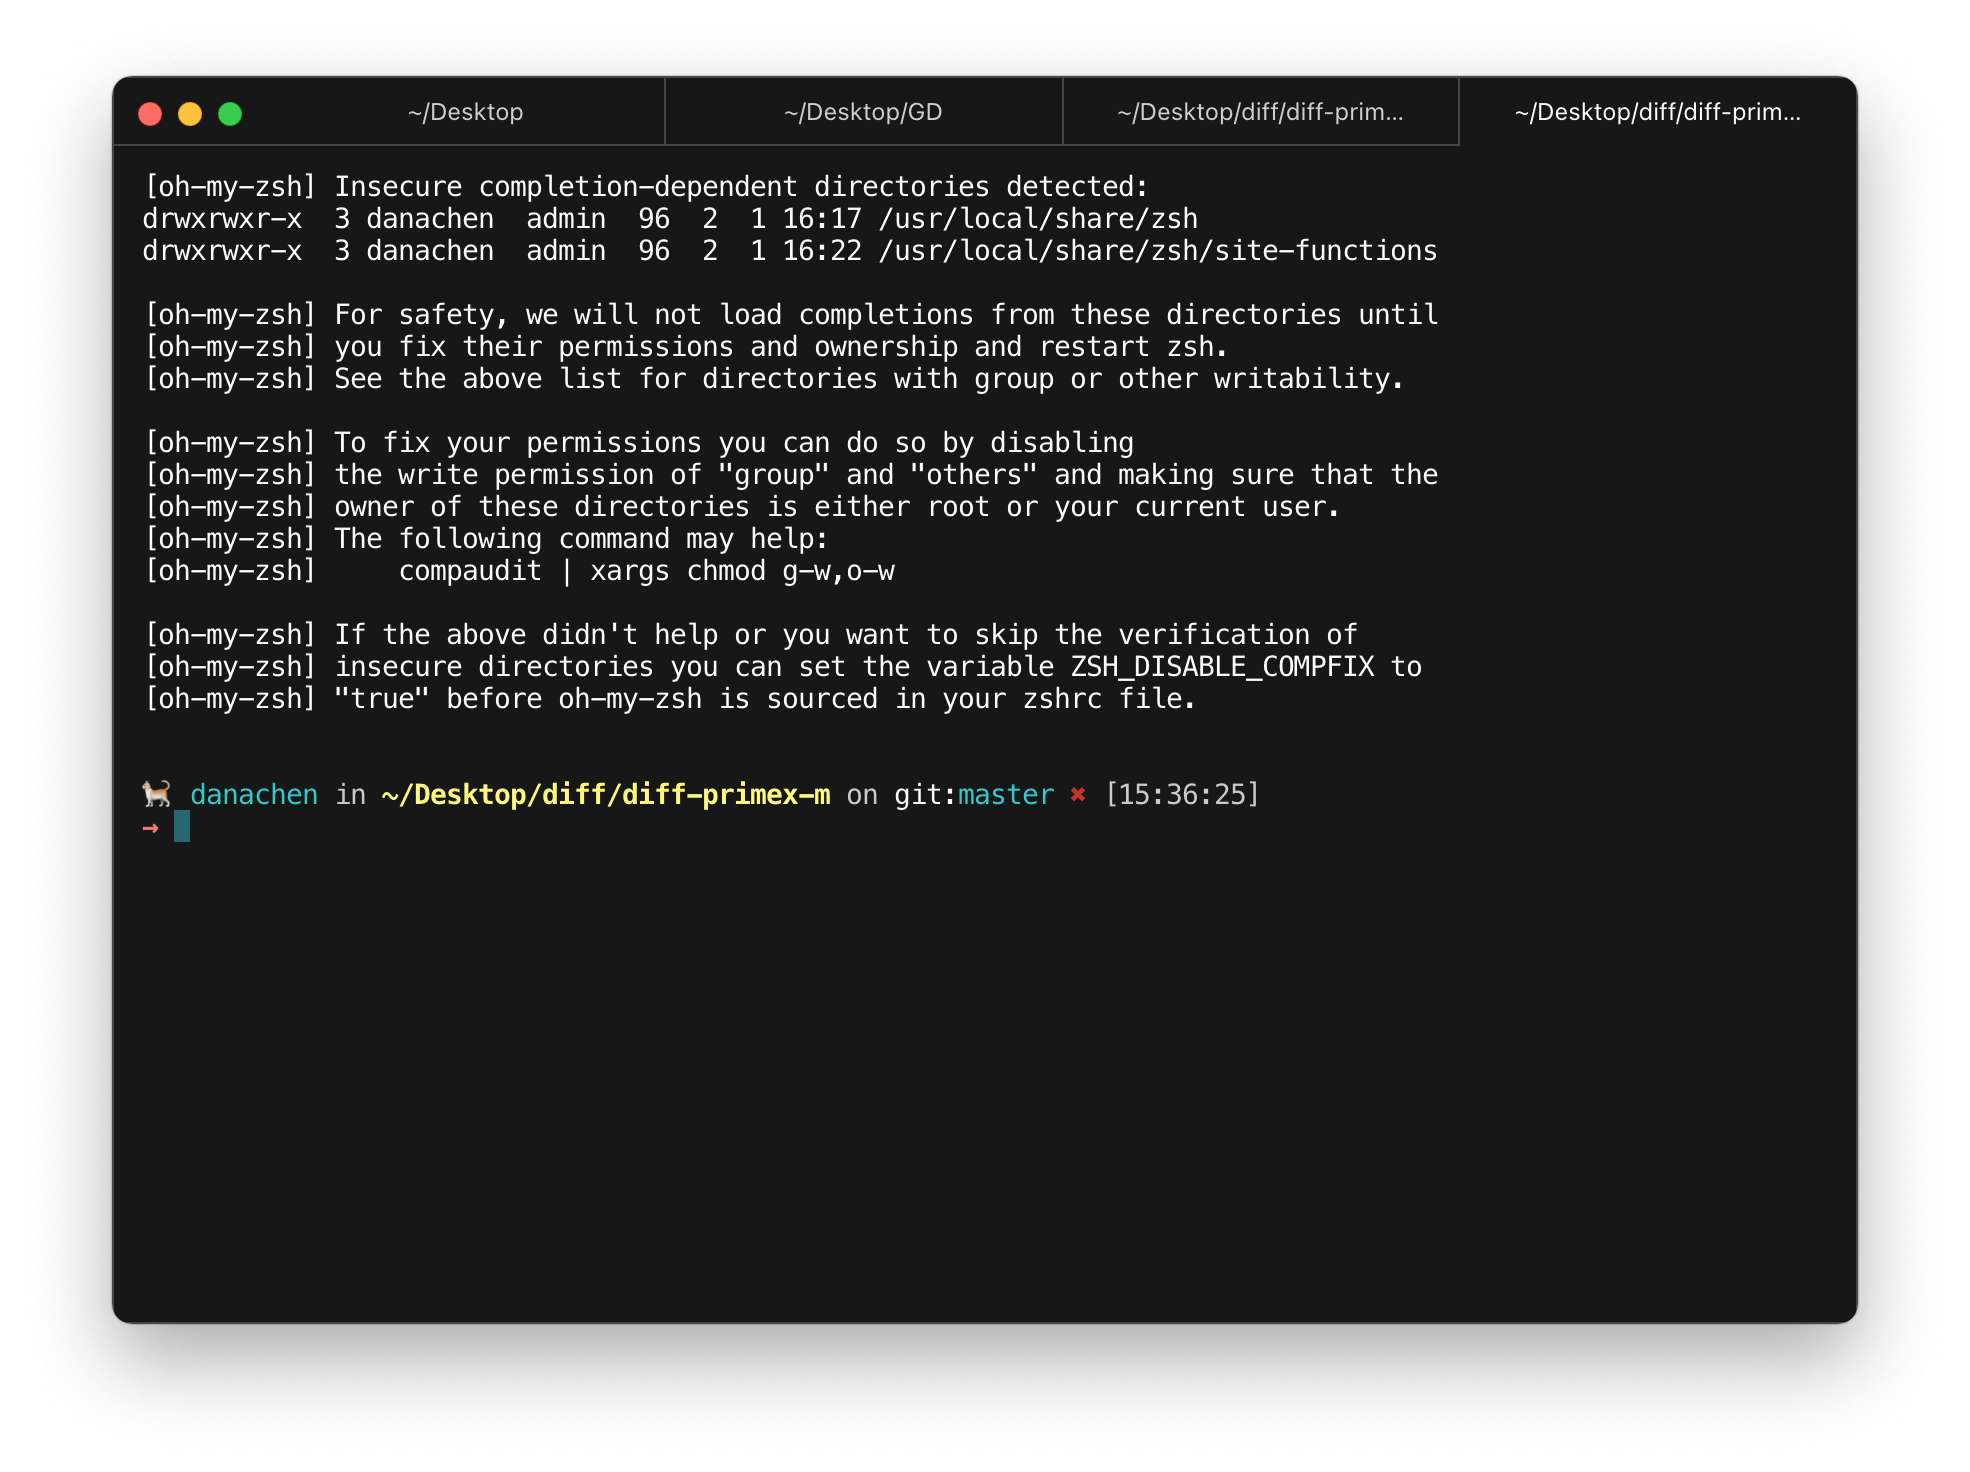 ~/Desktop
~/Desktop/GD
~/Desktop/diff/diff-prim...
~/Desktop/diff/diff-prim...
[oh-my-zsh] Insecure completion-dependent directories detected:
drwxrwxr-x  3 danachen  admin  96  2  1 16:17 /usr/local/share/zsh
drwxrwxr-x  3 danachen  admin  96  2  1 16:22 /usr/local/share/zsh/site-functions
[oh-my-zsh] For safety, we will not load completions from these directories until
[oh-my-zsh] you fix their permissions and ownership and restart zsh.
[oh-my-zsh] See the above list for directories with group or other writability.
[oh-my-zsh] To fix your permissions you can do so by disabling
[oh-my-zsh] the write permission of "group" and "others" and making sure that the
[oh-my-zsh] owner of these directories is either root or your current user.
[oh-my-zsh] The following command may help:
[oh-my-zsh]     compaudit | xargs chmod g-w,o-w
[oh-my-zsh] If the above didn't help or you want to skip the verification of
[oh-my-zsh] insecure directories you can set the variable ZSH_DISABLE_COMPFIX to
[oh-my-zsh] "true" before oh-my-zsh is sourced in your zshrc file.
🐈 danachen in ~/Desktop/diff/diff-primex-m on git:master ✖ [15:36:25]
→